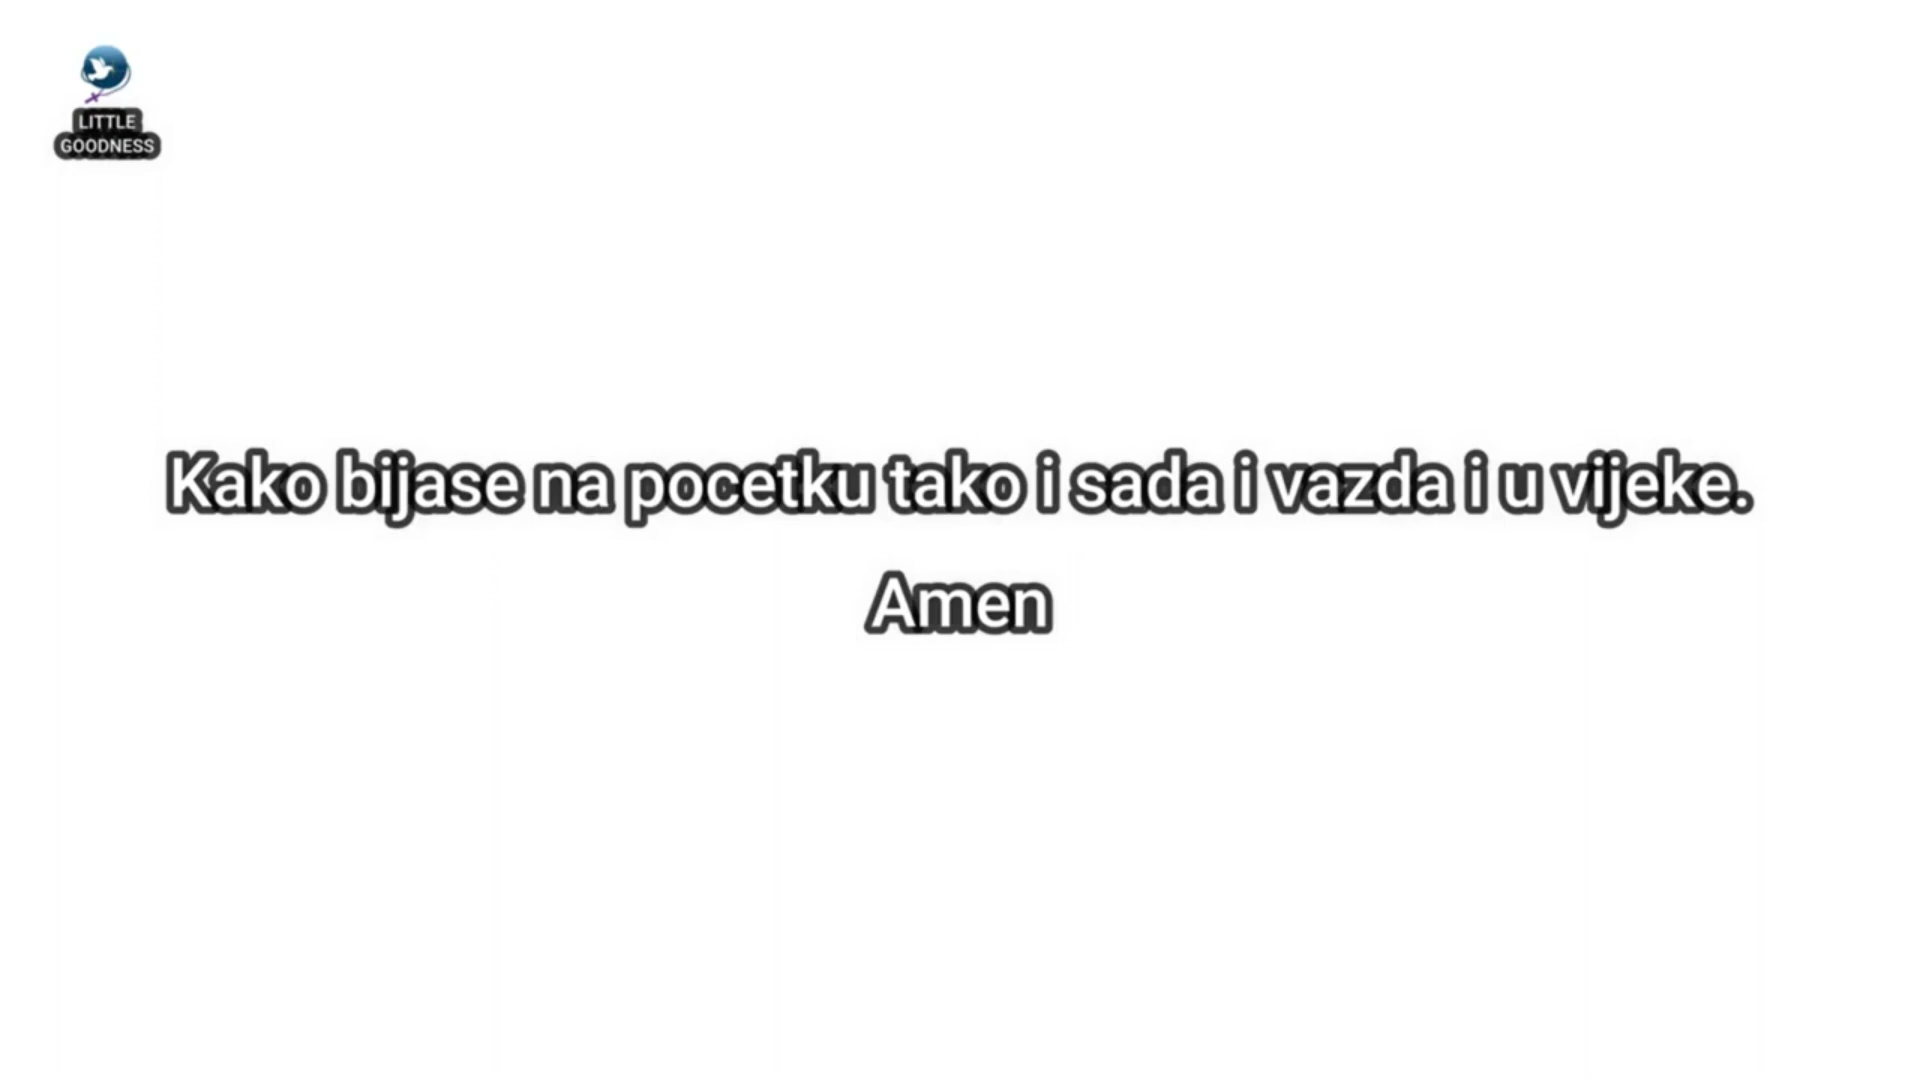 LITTLE
GOODNESS
Kako bijase na pocetku tako i sada i vazda i u vijeke.
Amen